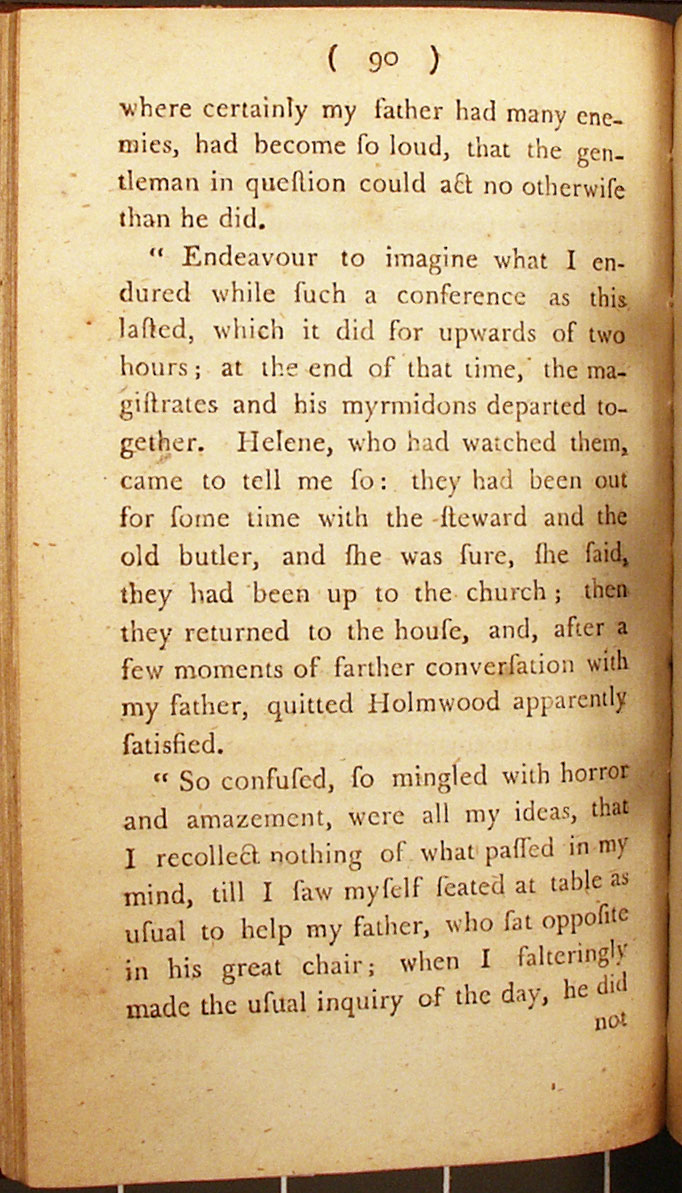 ( 90 )
where certainly my father had many ene-
mies, had become ſo loud, that the gen-
tleman in queſtion could act no otherwiſe
than he did.
“ Endeavour to imagine what I en-
dured while ſuch a conference as this
laſted, which it did for upwards of two
hours; at the end of that time, the ma-
giſtrates and his myrmidons departed to-
gether. Helene, who had watched them,
came to tell me ſo: they had been out
for ſome time with the ſteward and the
old butler, and ſhe was ſure, ſhe ſaid,
they had been up to the church; then
they returned to the houſe, and, after a
few moments of farther converſation with
my father, quitted Holmwood apparently
ſatisfied.
“ So confuſed, ſo mingled with horror
and amazement, were all my ideas, that
I recollect nothing of what paſſed in my
mind, till I ſaw myſelf ſeated at table as
uſual to help my father, who ſat oppoſite
in his great chair; when I falteringly
made the uſual inquiry of the day, he did
not